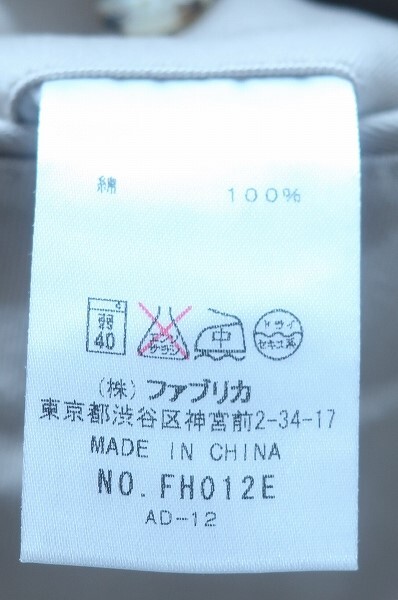 綿 100%
弱 40 エンソサラシ ドライ セキユ系
(株)ファブリカ
東京都渋谷区神宮前2-34-17
MADE IN CHINA
NO.FH012E
AD-12